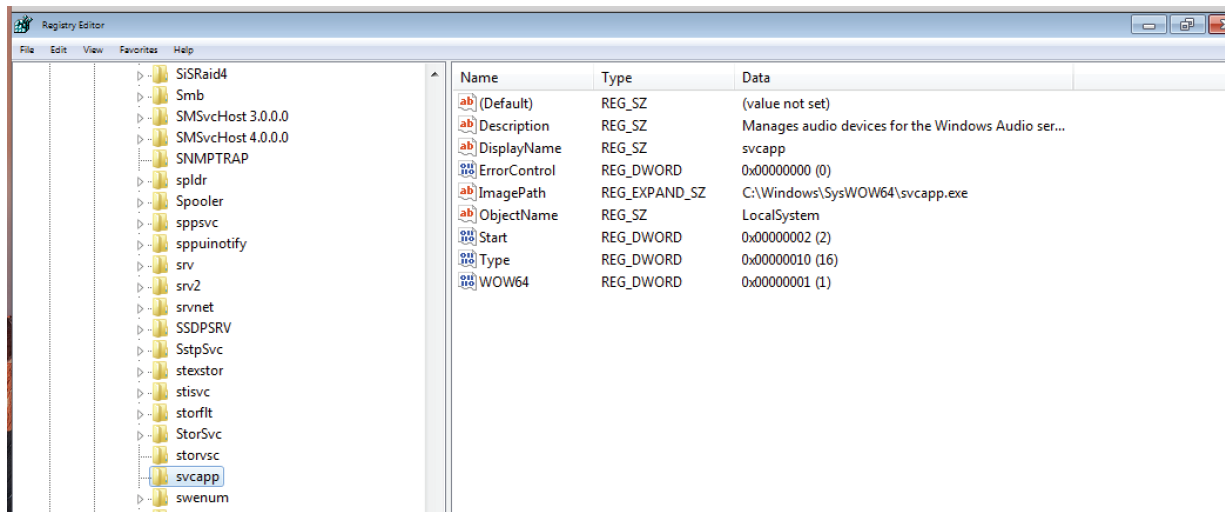 Registry Editor
File Edit View Favorites Help
SiSRaid4
Smb
SMSvcHost 3.0.0.0
SMSvcHost 4.0.0.0
SNMPTRAP
spldr
Spooler
sppsvc
sppuinotify
srv
srv2
srvnet
SSDPSRV
SstpSvc
stexstor
stisvc
storflt
StorSvc
storvsc
svcapp
swenum
Name Type Data
(Default) REG_SZ (value not set)
Description REG_SZ Manages audio devices for the Windows Audio ser...
DisplayName REG_SZ svcapp
ErrorControl REG_DWORD 0x00000000 (0)
ImagePath REG_EXPAND_SZ C:\Windows\SysWOW64\svcapp.exe
ObjectName REG_SZ LocalSystem
Start REG_DWORD 0x00000002 (2)
Type REG_DWORD 0x00000010 (16)
WOW64 REG_DWORD 0x00000001 (1)